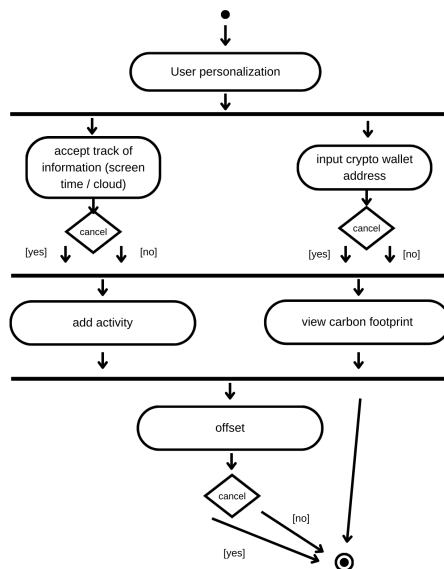 User personalization
accept track of
information (screen
time / cloud)
input crypto wallet
address
cancel
cancel
[yes]
[no]
[yes]
[no]
add activity
view carbon footprint
offset
cancel
[no]
[yes]